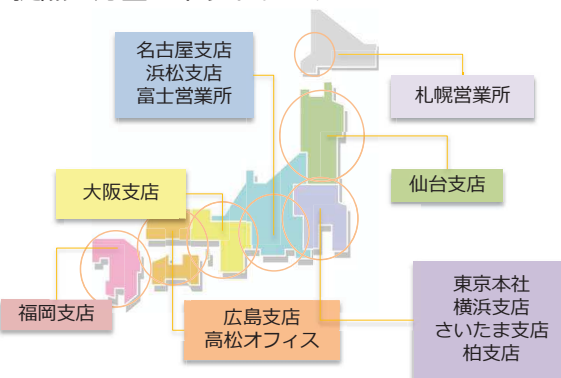 名古屋支店
浜松支店
富士営業所
札幌営業所
仙台支店
大阪支店
福岡支店
広島支店
高松オフィス
東京本社
横浜支店
さいたま支店
柏支店